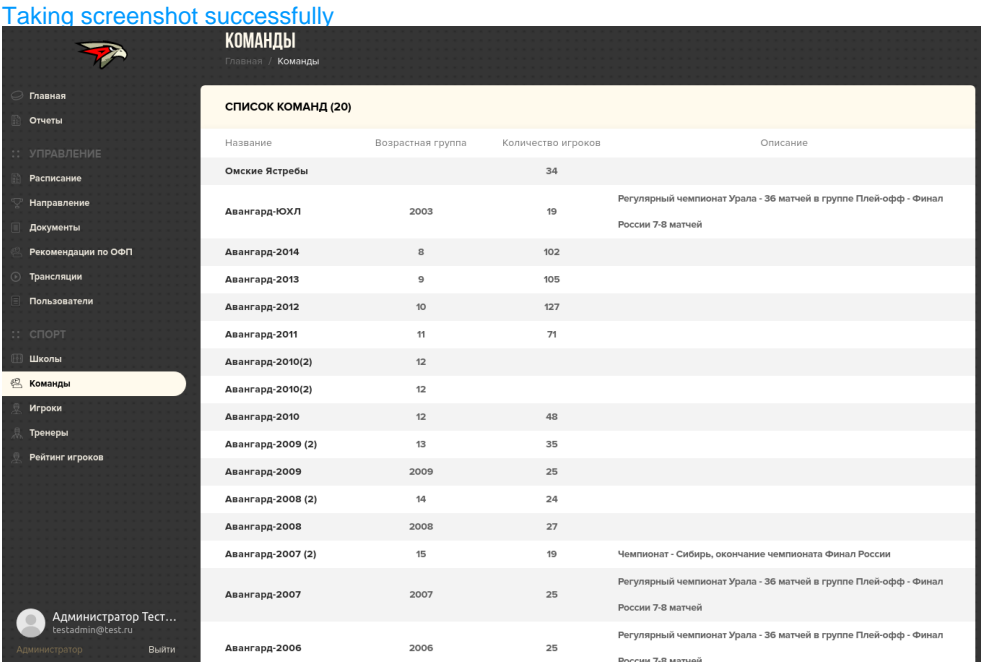 Taking screenshot successfully
КОМАНДЫ
Главная / Команды
Главная
Отчеты
:: УПРАВЛЕНИЕ
Расписание
Направление
Документы
Рекомендации по ОФП
Трансляции
Пользователи
:: СПОРТ
Школы
Команды
Игроки
Тренеры
Рейтинг игроков
Администратор Тест...
testadmin@test.ru
Администратор Выйти
СПИСОК КОМАНД (20)
Название Возрастная группа Количество игроков Описание
Омские Ястребы 34
Авангард-ЮХЛ 2003 19 Регулярный чемпионат Урала - 36 матчей в группе Плей-офф - Финал
России 7-8 матчей
Авангард-2014 8 102
Авангард-2013 9 105
Авангард-2012 10 127
Авангард-2011 11 71
Авангард-2010(2) 12
Авангард-2010(2) 12
Авангард-2010 12 48
Авангард-2009 (2) 13 35
Авангард-2009 2009 25
Авангард-2008 (2) 14 24
Авангард-2008 2008 27
Авангард-2007 (2) 15 19 Чемпионат - Сибирь, окончание чемпионата Финал России
Авангард-2007 2007 25 Регулярный чемпионат Урала - 36 матчей в группе Плей-офф - Финал
России 7-8 матчей
Авангард-2006 2006 25 Регулярный чемпионат Урала - 36 матчей в группе Плей-офф - Финал
России 7-8 матчей